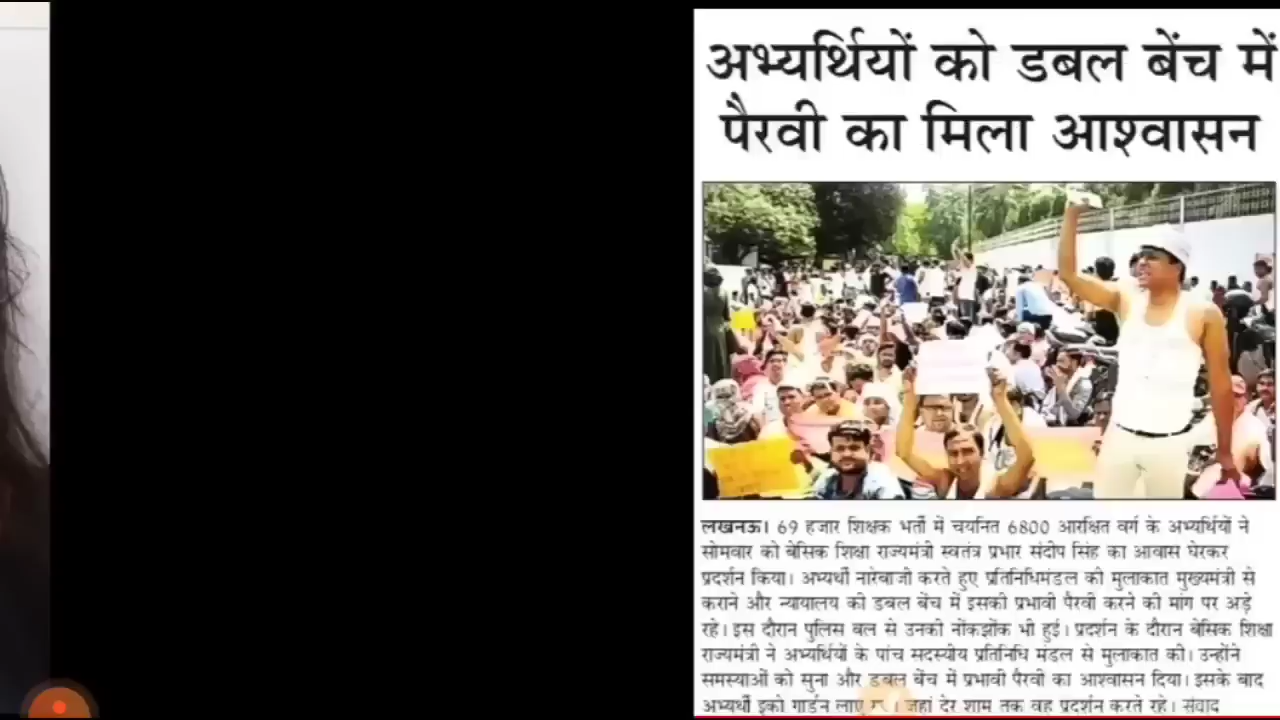 अभ्यर्थियों को डबल बेंच में
पैरवी का मिला आश्वासन
लखनऊ। 69 हजार शिक्षक भर्ती में चयनित 6800 आरक्षित वर्ग के अभ्यर्थियों ने
सोमवार को बेसिक शिक्षा राज्यमंत्री स्वतंत्र प्रभार संदीप सिंह का आवास घेरकर
प्रदर्शन किया। अभ्यर्थी नारेबाजी करते हुए प्रतिनिधिमंडल की मुलाकात मुख्यमंत्री से
कराने और न्यायालय की डबल बेंच में इसकी प्रभावी पैरवी करने की मांग पर अड़े
रहे। इस दौरान पुलिस बल से उनकी नोंकझोंक भी हुई। प्रदर्शन के दौरान बेसिक शिक्षा
राज्यमंत्री ने अभ्यर्थियों के पांच सदस्यीय प्रतिनिधि मंडल से मुलाकात की। उन्होंने
समस्याओं को सुना और डबल बेंच में प्रभावी पैरवी का आश्वासन दिया। इसके बाद
अभ्यर्थी इको गार्डन लाए । जहां देर शाम तक वह प्रदर्शन करते रहे। संवाद